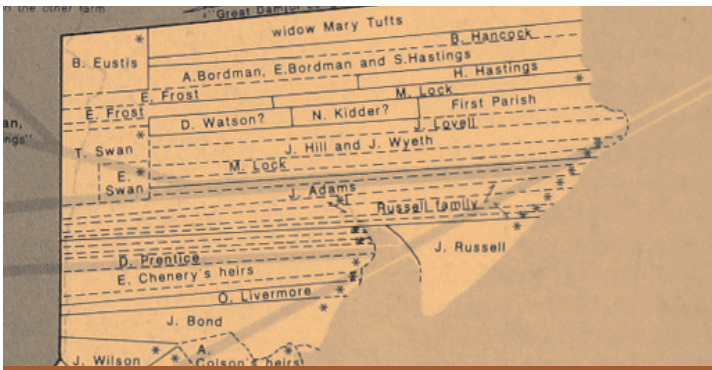 n the other farm
"Great Dam
widow Mary Tufts
B. Eustis
B. Hancock
A.Bordman, E.Bordman and S.Hastings
H. Hastings
E. Frost
M. Lock
First Parish
E. Frost
D. Watson?
N. Kidder?
J. Lovell
an,
ngs"
T. Swan
J. Hill and J. Wyeth
M. Lock
E.
Swan
J. Adams
Russell family
J. Russell
D. Prentice
E. Chenery's heirs
O. Livermore
J. Bond
J. Wilson
A.
Colson's heirs